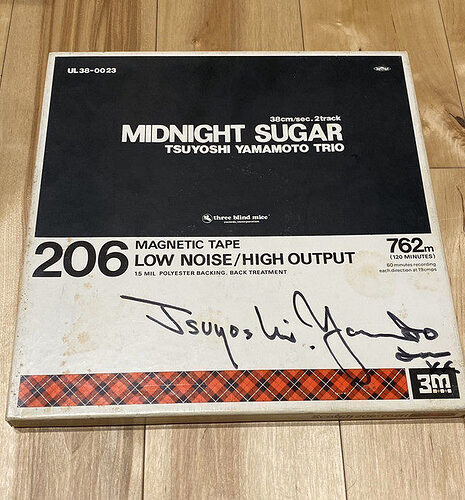 UL38-0023
38cm/sec. 2track
MIDNIGHT SUGAR
TSUYOSHI YAMAMOTO TRIO
three blind mice
206
MAGNETIC TAPE
LOW NOISE/HIGH OUTPUT
1.5 MIL POLYESTER BACKING. BACK TREATMENT
762m
(120 MINUTES)
60 minutes recording
each direction at 19cmps
Tsuyoshi Yamamoto
3M